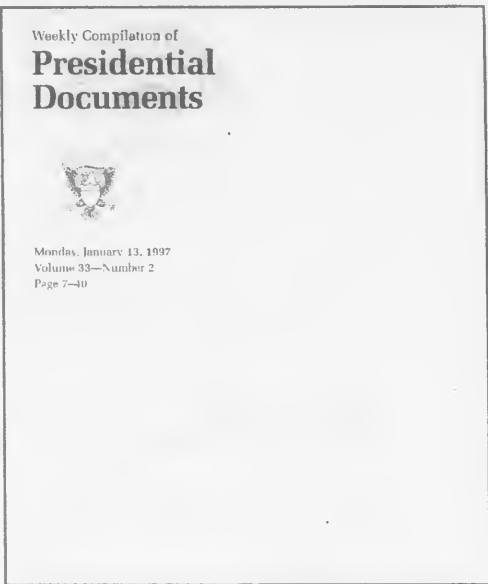 Weekly Compilation of
Presidential
Documents
Monday, January 13, 1997
Volume 33—Number 2
Page 7–40